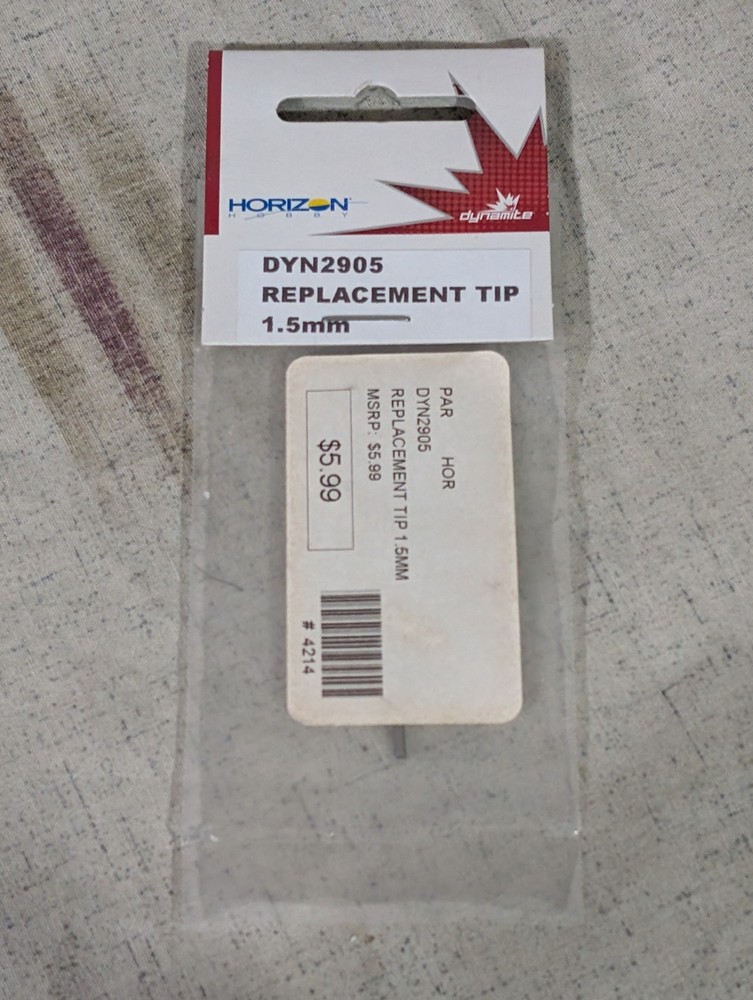 HORIZON
HOBBY
dynamite
DYN2905
REPLACEMENT TIP
1.5mm
PAR HOR
DYN2905
REPLACEMENT TIP 1.5MM
MSRP: $5.99
$5.99
# 4214